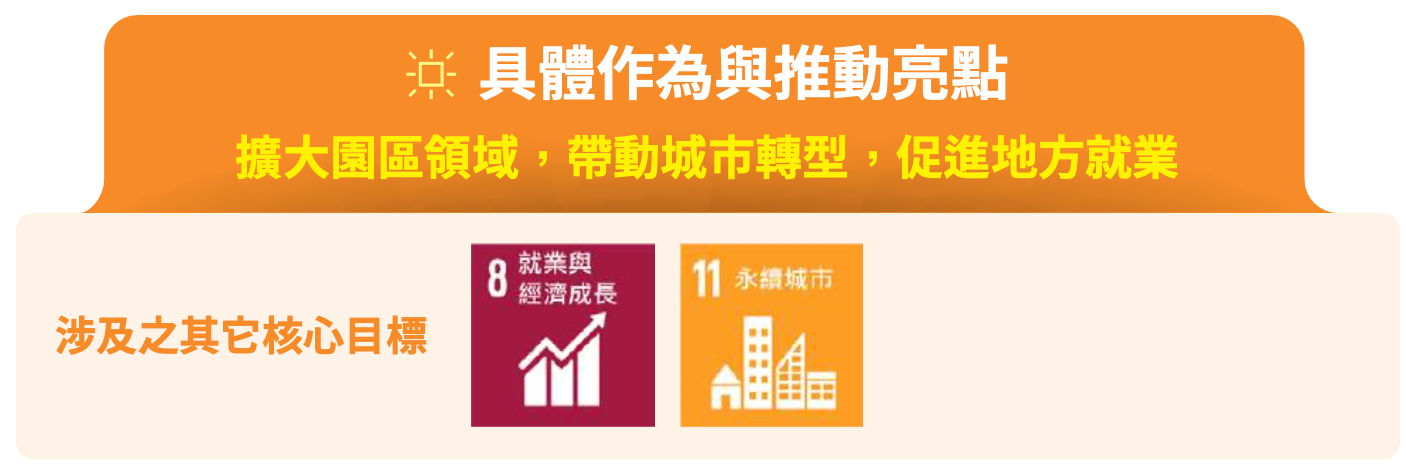 具體作為與推動亮點
擴大園區領域，帶動城市轉型，促進地方就業
涉及之其它核心目標
8 就業與
經濟成長
11 永續城市